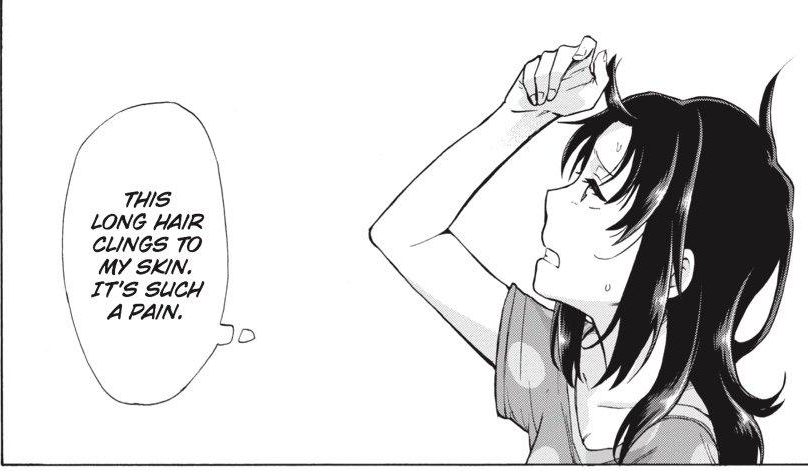 THIS
LONG HAIR
CLINGS TO
MY SKIN.
IT'S SUCH
A PAIN.